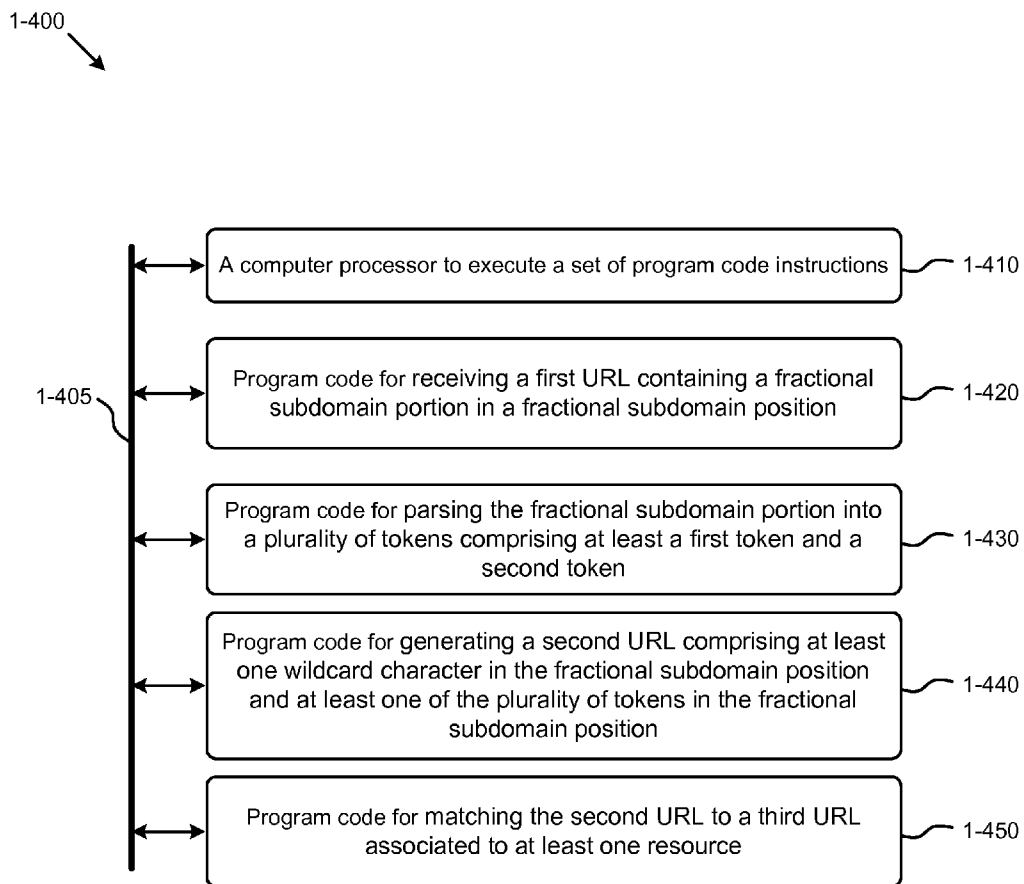 1-400
A computer processor to execute a set of program code instructions
1-410
Program code for receiving a first URL containing a fractional
subdomain portion in a fractional subdomain position
1-420
1-405
Program code for parsing the fractional subdomain portion into
a plurality of tokens comprising at least a first token and a
second token
1-430
Program code for generating a second URL comprising at least
one wildcard character in the fractional subdomain position
and at least one of the plurality of tokens in the fractional
subdomain position
1-440
Program code for matching the second URL to a third URL
associated to at least one resource
1-450